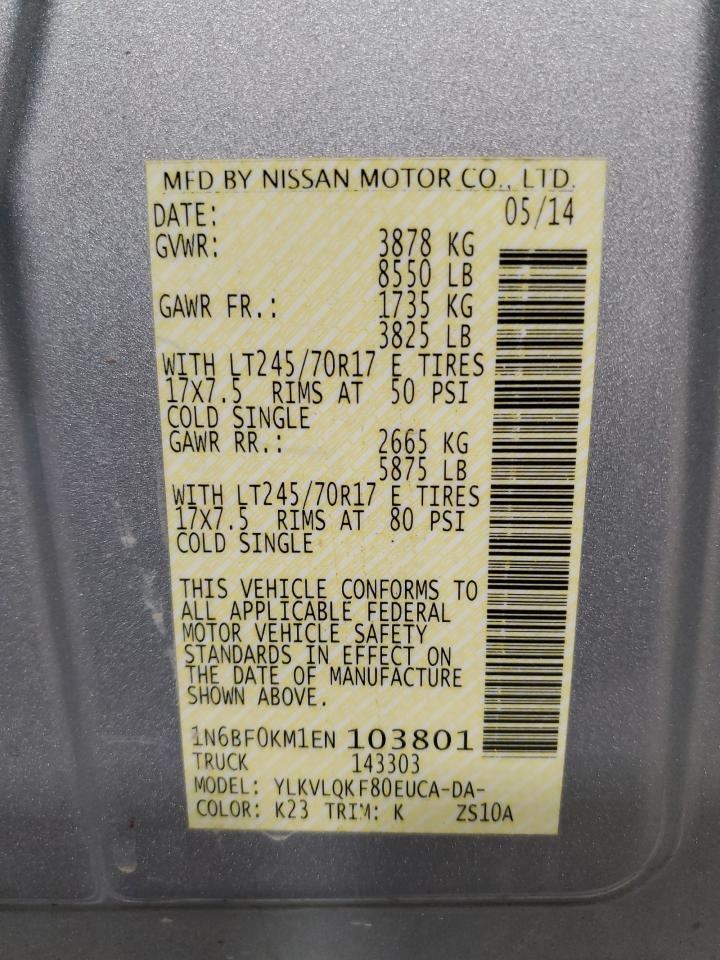 MFD BY NISSAN MOTOR CO., LTD.
DATE: 05/14
GVWR: 3878 KG
8550 LB
GAWR FR.: 1735 KG
3825 LB
WITH LT245/70R17 E TIRES
17X7.5 RIMS AT 50 PSI
COLD SINGLE
GAWR RR.: 2665 KG
5875 LB
WITH LT245/70R17 E TIRES
17X7.5 RIMS AT 80 PSI
COLD SINGLE
THIS VEHICLE CONFORMS TO
ALL APPLICABLE FEDERAL
MOTOR VEHICLE SAFETY
STANDARDS IN EFFECT ON
THE DATE OF MANUFACTURE
SHOWN ABOVE.
1N6BF0KM1EN 103801
TRUCK 143303
MODEL: YLKVLQKF80EUCA-DA-
COLOR: K23 TRIM: K ZS10A